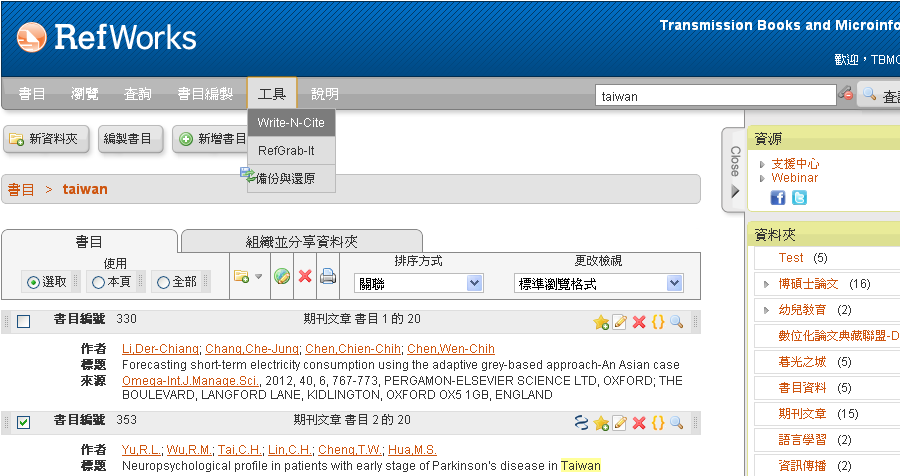 RefWorks
Transmission Books and Microinfo
歡迎，TBMC
書目 瀏覽 查詢 書目編製 工具 說明
taiwan
Write-N-Cite
RefGrab-It
備份與還原
新資料夾 編製書目 新增書目
書目 > taiwan
書目 組織並分享資料夾
使用
選取 本頁 全部
排序方式
關聯
更改檢視
標準瀏覽格式
書目編號 330 期刊文章 書目 1 的 20
作者 Li,Der-Chiang; Chang,Che-Jung; Chen,Chien-Chih; Chen,Wen-Chih
標題 Forecasting short-term electricity consumption using the adaptive grey-based approach-An Asian case
來源 Omega-Int.J.Manage.Sci., 2012, 40, 6, 767-773, PERGAMON-ELSEVIER SCIENCE LTD, OXFORD; THE
BOULEVARD, LANGFORD LANE, KIDLINGTON, OXFORD OX5 1GB, ENGLAND
書目編號 353 期刊文章 書目 2 的 20
作者 Yu,R.L.; Wu,R.M.; Tai,C.H.; Lin,C.H.; Cheng,T.W.; Hua,M.S.
標題 Neuropsychological profile in patients with early stage of Parkinson's disease in Taiwan
Close
資源
支援中心
Webinar
資料夾
Test (5)
博碩士論文 (16)
幼兒教育 (2)
數位化論文典藏聯盟-D
暮光之城 (5)
書目資料 (5)
期刊文章 (15)
語言學習 (2)
資訊傳播 (2)